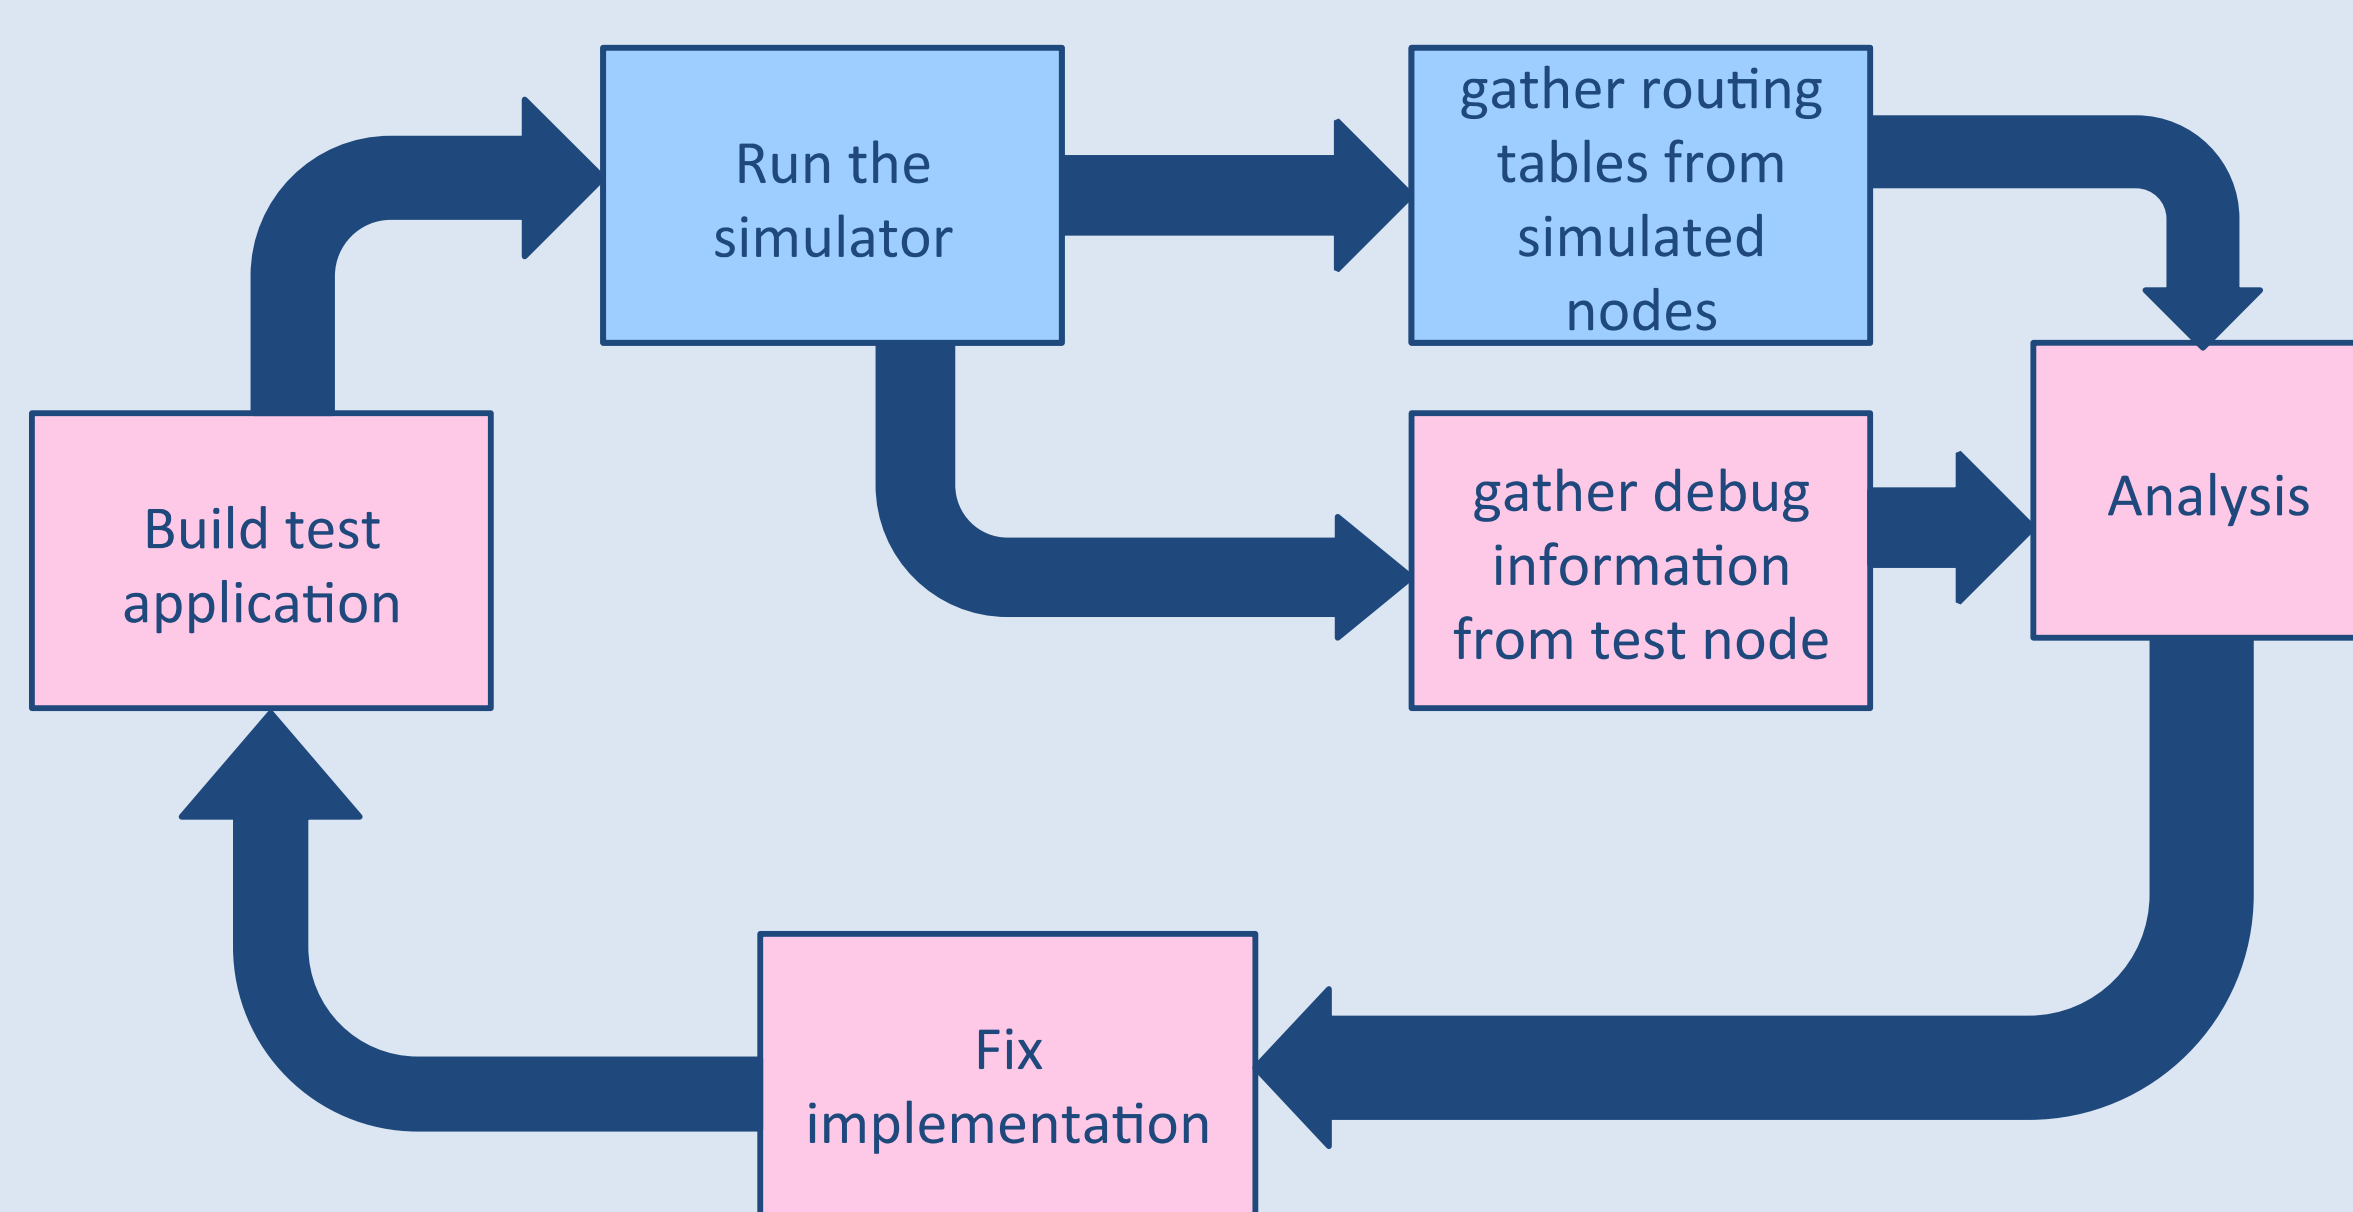 Run the
simulator
gather routing
tables from
simulated
nodes
Build test
application
gather debug
information
from test node
Analysis
Fix
implementation